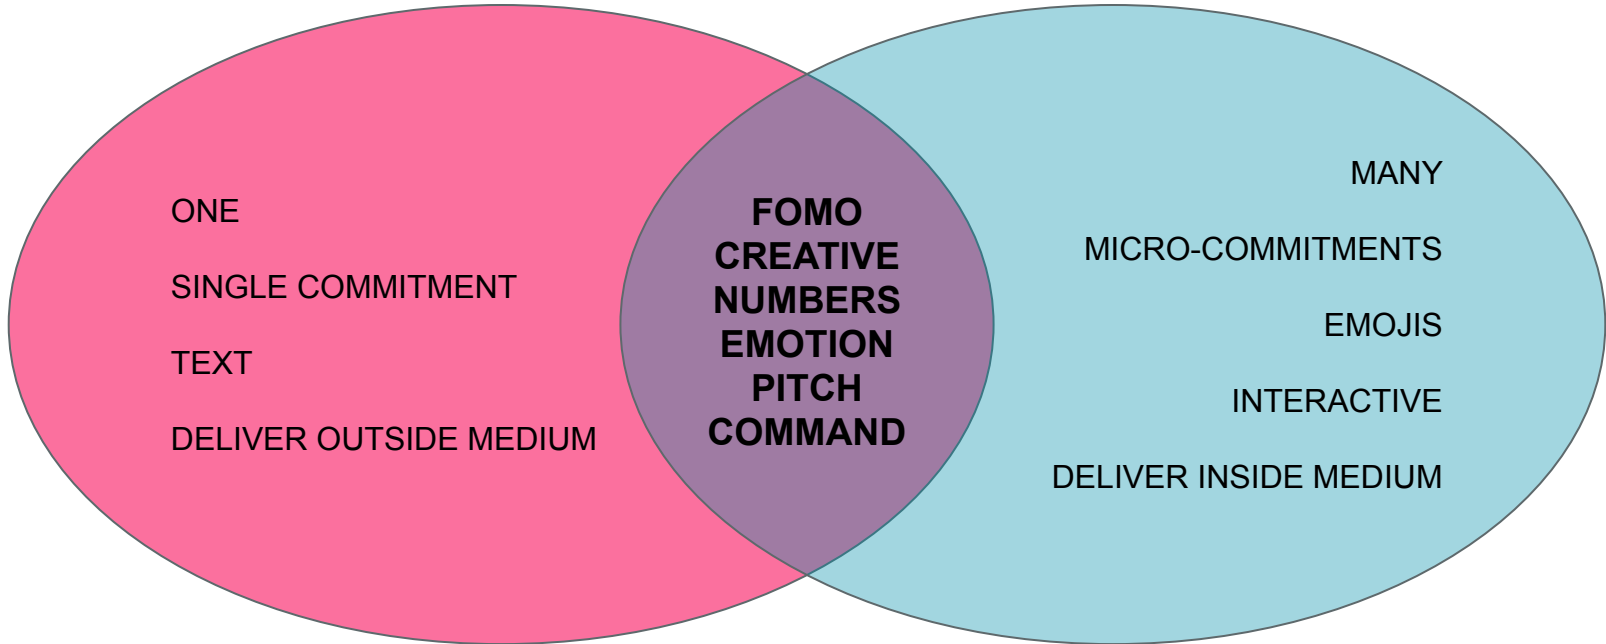 ONE
SINGLE COMMITMENT
TEXT
DELIVER OUTSIDE MEDIUM
FOMO
CREATIVE
NUMBERS
EMOTION
PITCH
COMMAND
MANY
MICRO-COMMITMENTS
EMOJIS
INTERACTIVE
DELIVER INSIDE MEDIUM